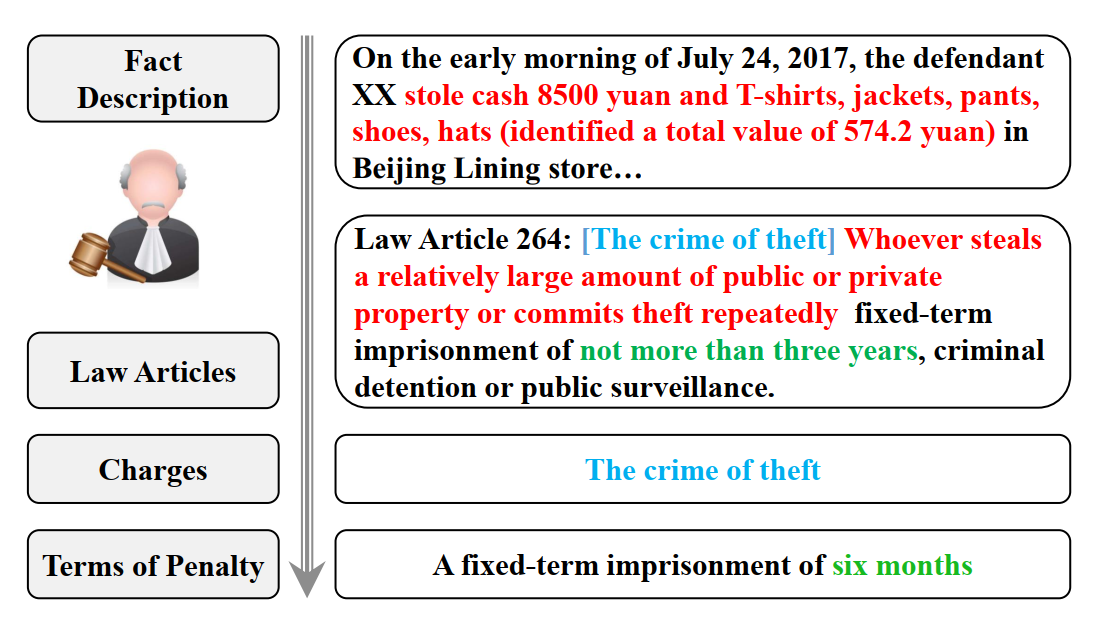 Fact
Description
On the early morning of July 24, 2017, the defendant
XX stole cash 8500 yuan and T-shirts, jackets, pants,
shoes, hats (identified a total value of 574.2 yuan) in
Beijing Lining store…
Law Articles
Law Article 264: [The crime of theft] Whoever steals
a relatively large amount of public or private
property or commits theft repeatedly fixed-term
imprisonment of not more than three years, criminal
detention or public surveillance.
Charges
The crime of theft
Terms of Penalty
A fixed-term imprisonment of six months